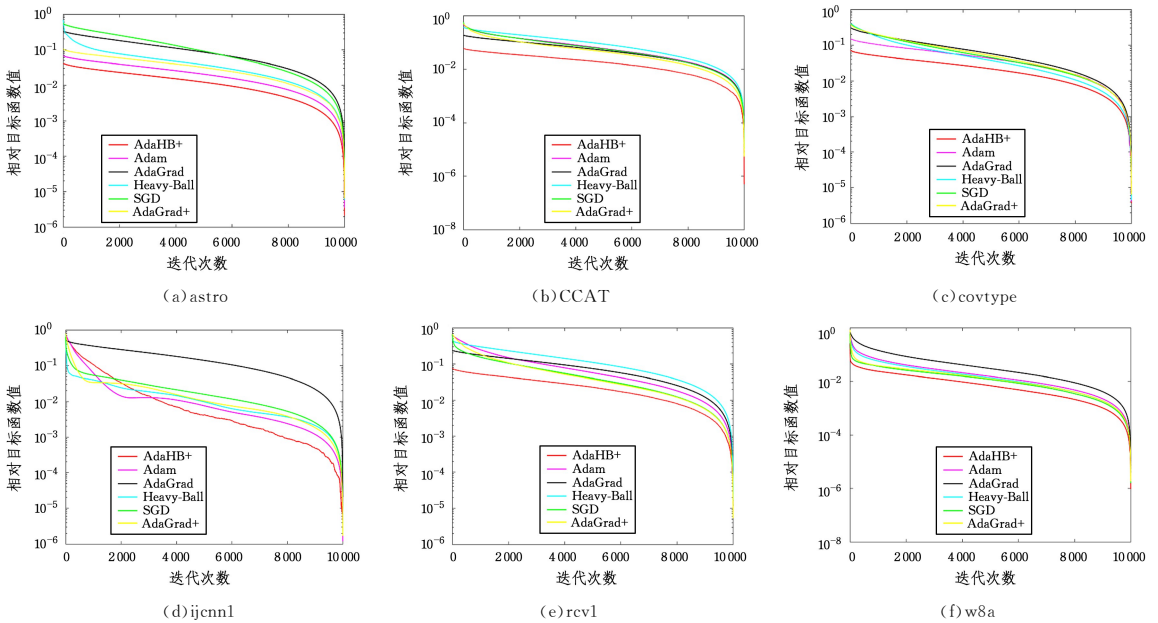 相对目标函数值
10⁰
10⁻¹
10⁻²
10⁻³
10⁻⁴
10⁻⁵
10⁻⁶
AdaHB+
Adam
AdaGrad
Heavy-Ball
SGD
AdaGrad+
0 2 000 4 000 6 000 8 000 10 000
迭代次数
(a)astro
相对目标函数值
10⁰
10⁻²
10⁻⁴
10⁻⁶
10⁻⁸
AdaHB+
Adam
AdaGrad
Heavy-Ball
SGD
AdaGrad+
0 2 000 4 000 6 000 8 000 10 000
迭代次数
(b)CCAT
相对目标函数值
10⁰
10⁻¹
10⁻²
10⁻³
10⁻⁴
10⁻⁵
10⁻⁶
AdaHB+
Adam
AdaGrad
Heavy-Ball
SGD
AdaGrad+
0 2 000 4 000 6 000 8 000 10 000
迭代次数
(c)covtype
相对目标函数值
10⁰
10⁻¹
10⁻²
10⁻³
10⁻⁴
10⁻⁵
10⁻⁶
AdaHB+
Adam
AdaGrad
Heavy-Ball
SGD
AdaGrad+
0 2 000 4 000 6 000 8 000 10 000
迭代次数
(d)ijcnn1
相对目标函数值
10⁰
10⁻¹
10⁻²
10⁻³
10⁻⁴
10⁻⁵
10⁻⁶
AdaHB+
Adam
AdaGrad
Heavy-Ball
SGD
AdaGrad+
0 2 000 4 000 6 000 8 000 10 000
迭代次数
(e)rcv1
相对目标函数值
10⁰
10⁻²
10⁻⁴
10⁻⁶
10⁻⁸
AdaHB+
Adam
AdaGrad
Heavy-Ball
SGD
AdaGrad+
0 2 000 4 000 6 000 8 000 10 000
迭代次数
(f)w8a